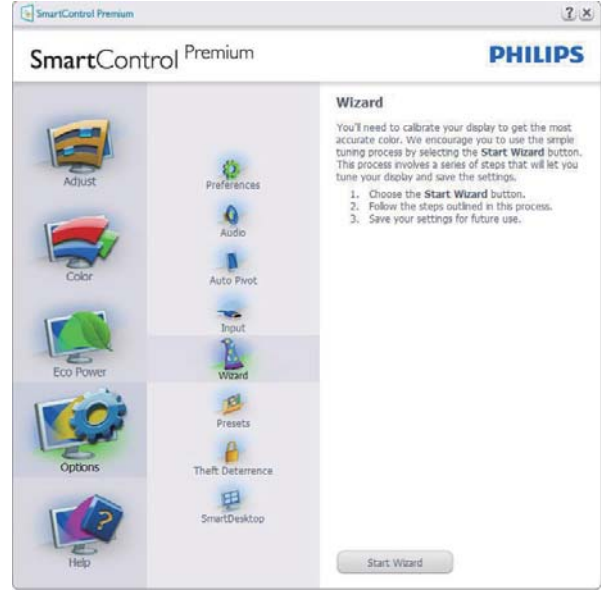 SmartControl Premium
SmartControl Premium
PHILIPS
Adjust
Color
Eco Power
Options
Help
Preferences
Audio
Auto Pivot
Input
Wizard
Presets
Theft Deterrence
SmartDesktop
Wizard
You'll need to calibrate your display to get the most
accurate color. We encourage you to use the simple
tuning process by selecting the Start Wizard button.
This process involves a series of steps that will let you
tune your display and save the settings.
1. Choose the Start Wizard button.
2. Follow the steps outlined in this process.
3. Save your settings for future use.
Start Wizard